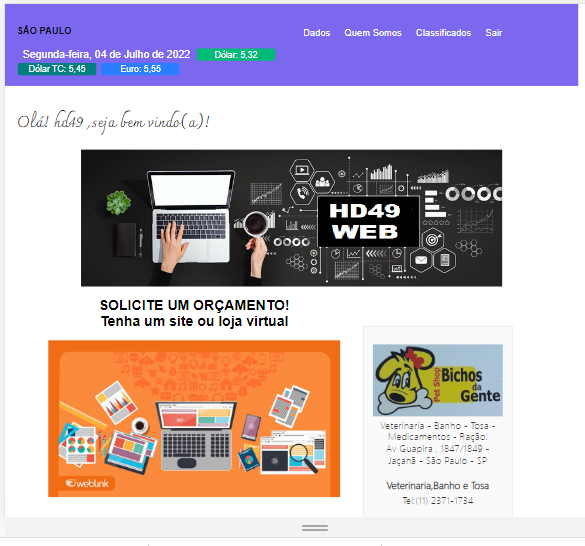 SÃO PAULO
Dados Quem Somos Classificados Sair
Segunda-feira, 04 de Julho de 2022 Dólar: 5,32
Dólar TC: 5,45 Euro: 5,55
Olá! hd49 ,seja bem vindo(a)!
HD49
WEB
SOLICITE UM ORÇAMENTO!
Tenha um site ou loja virtual
weblink
Pet Shop
Bichos
da
Gente
Veterinaria - Banho - Tosa -
Medicamentos - Ração.
Av Guapira , 1847/1849 -
Jaçanã - São Paulo - SP
Veterinaria,Banho e Tosa
Tel:(11) 2371-1734